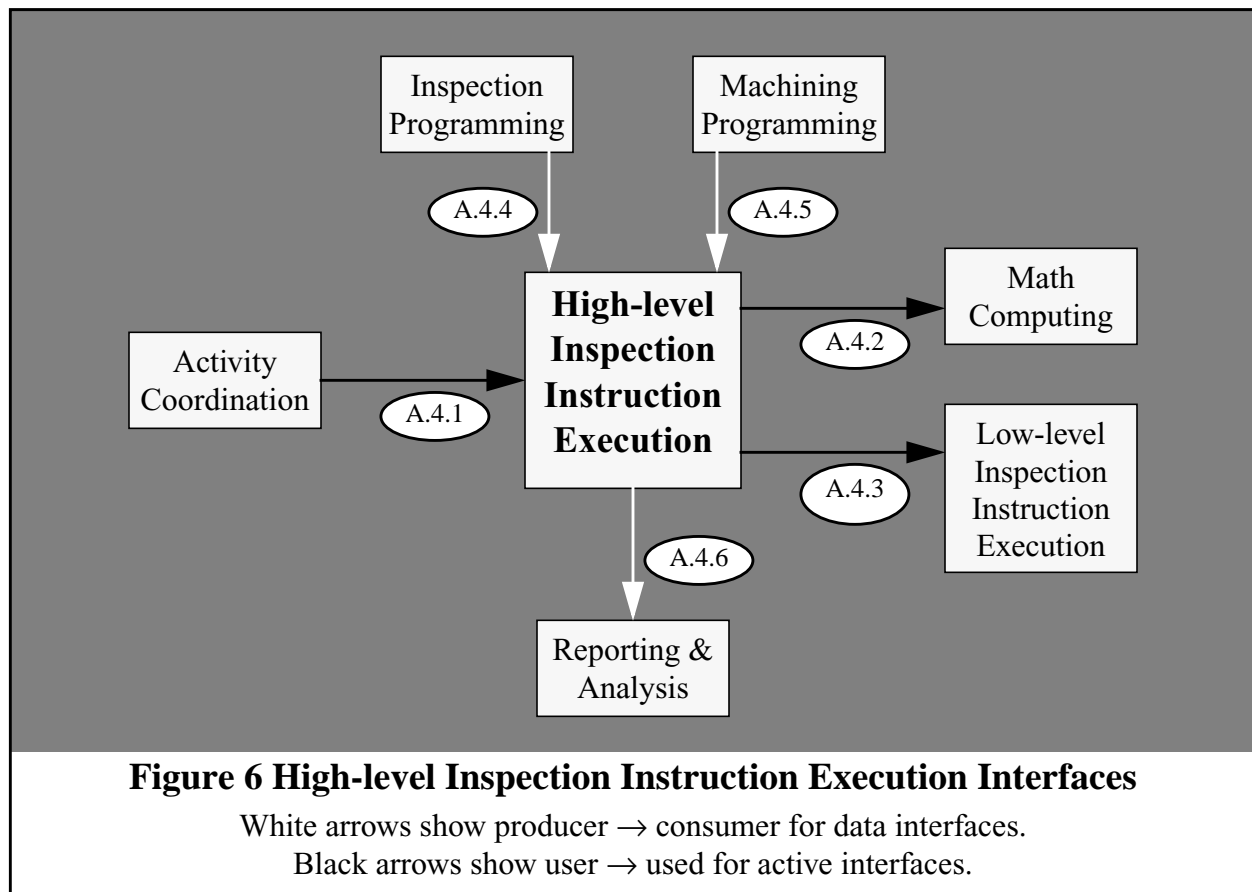 Inspection
Programming
Machining
Programming
A.4.4
A.4.5
High-level
Inspection
Instruction
Execution
Math
Computing
A.4.2
Activity
Coordination
A.4.1
Low-level
Inspection
Instruction
Execution
A.4.3
A.4.6
Reporting &
Analysis
Figure 6 High-level Inspection Instruction Execution Interfaces
White arrows show producer → consumer for data interfaces.
Black arrows show user → used for active interfaces.